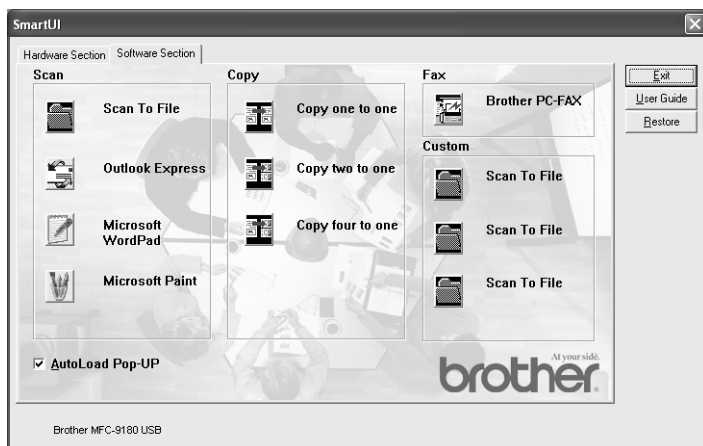 SmartUI
Hardware Section
Software Section
Scan
Scan To File
Outlook Express
Microsoft
WordPad
Microsoft Paint
Copy
Copy one to one
Copy two to one
Copy four to one
Fax
Brother PC-FAX
Custom
Scan To File
Scan To File
Scan To File
Exit
User Guide
Restore
AutoLoad Pop-UP
At your side.
brother
Brother MFC-9180 USB